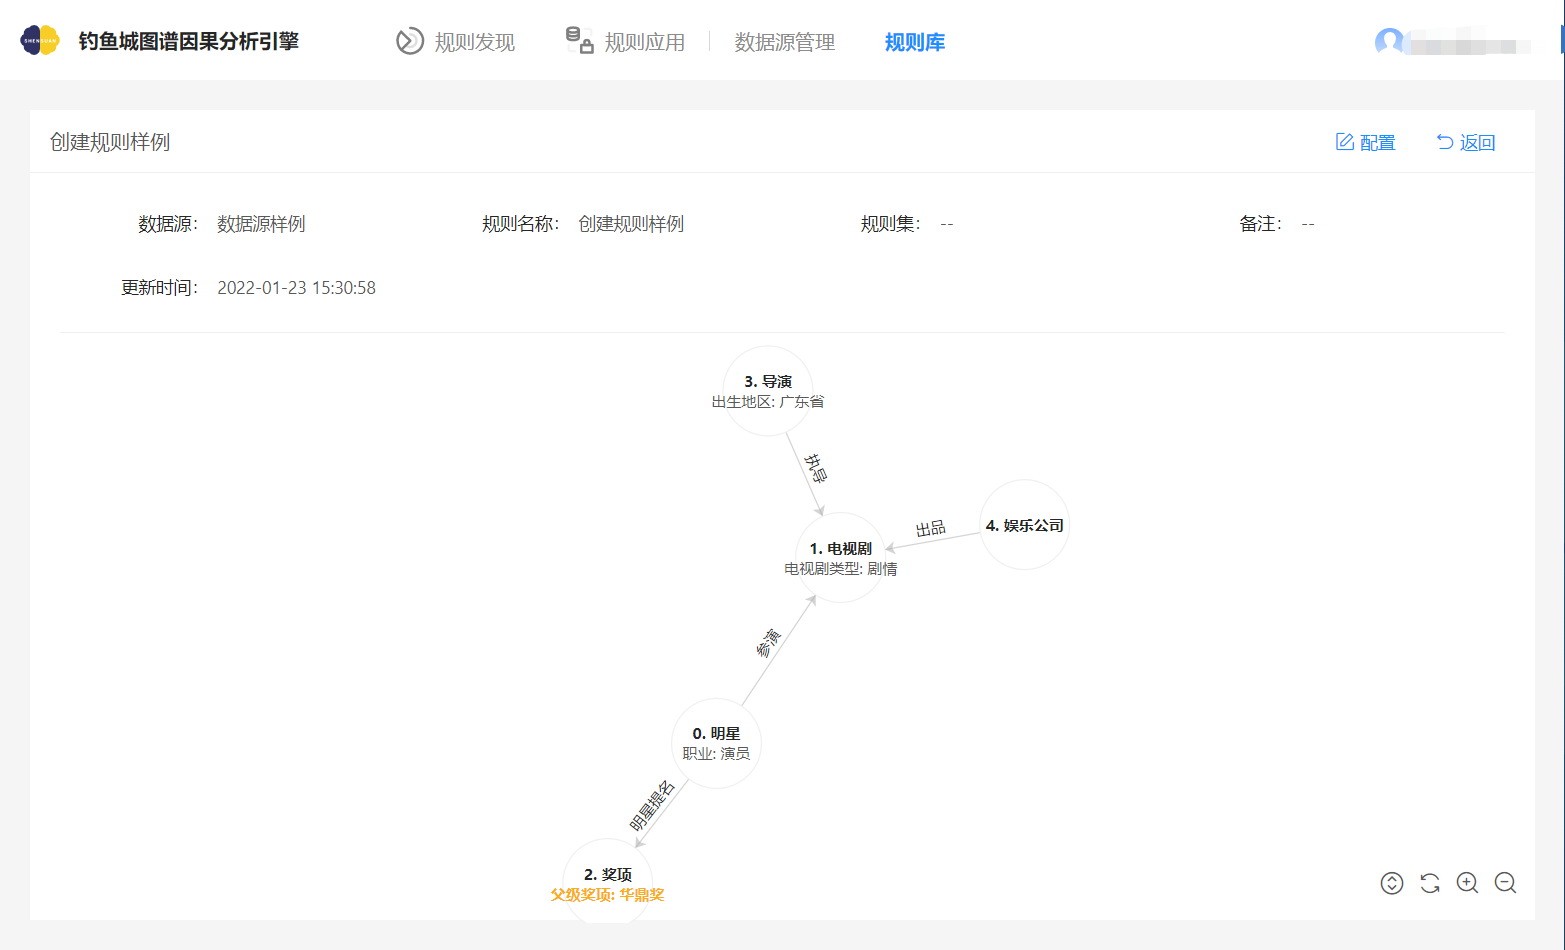 钓鱼城图谱因果分析引擎
规则发现
规则应用
数据源管理
规则库
创建规则样例
配置
返回
数据源： 数据源样例
规则名称： 创建规则样例
规则集： --
备注： --
更新时间： 2022-01-23 15:30:58
3. 导演
出生地区: 广东省
执导
4. 娱乐公司
出品
1. 电视剧
电视剧类型: 剧情
参演
0. 明星
职业: 演员
明星提名
2. 奖项
父级奖项: 华鼎奖